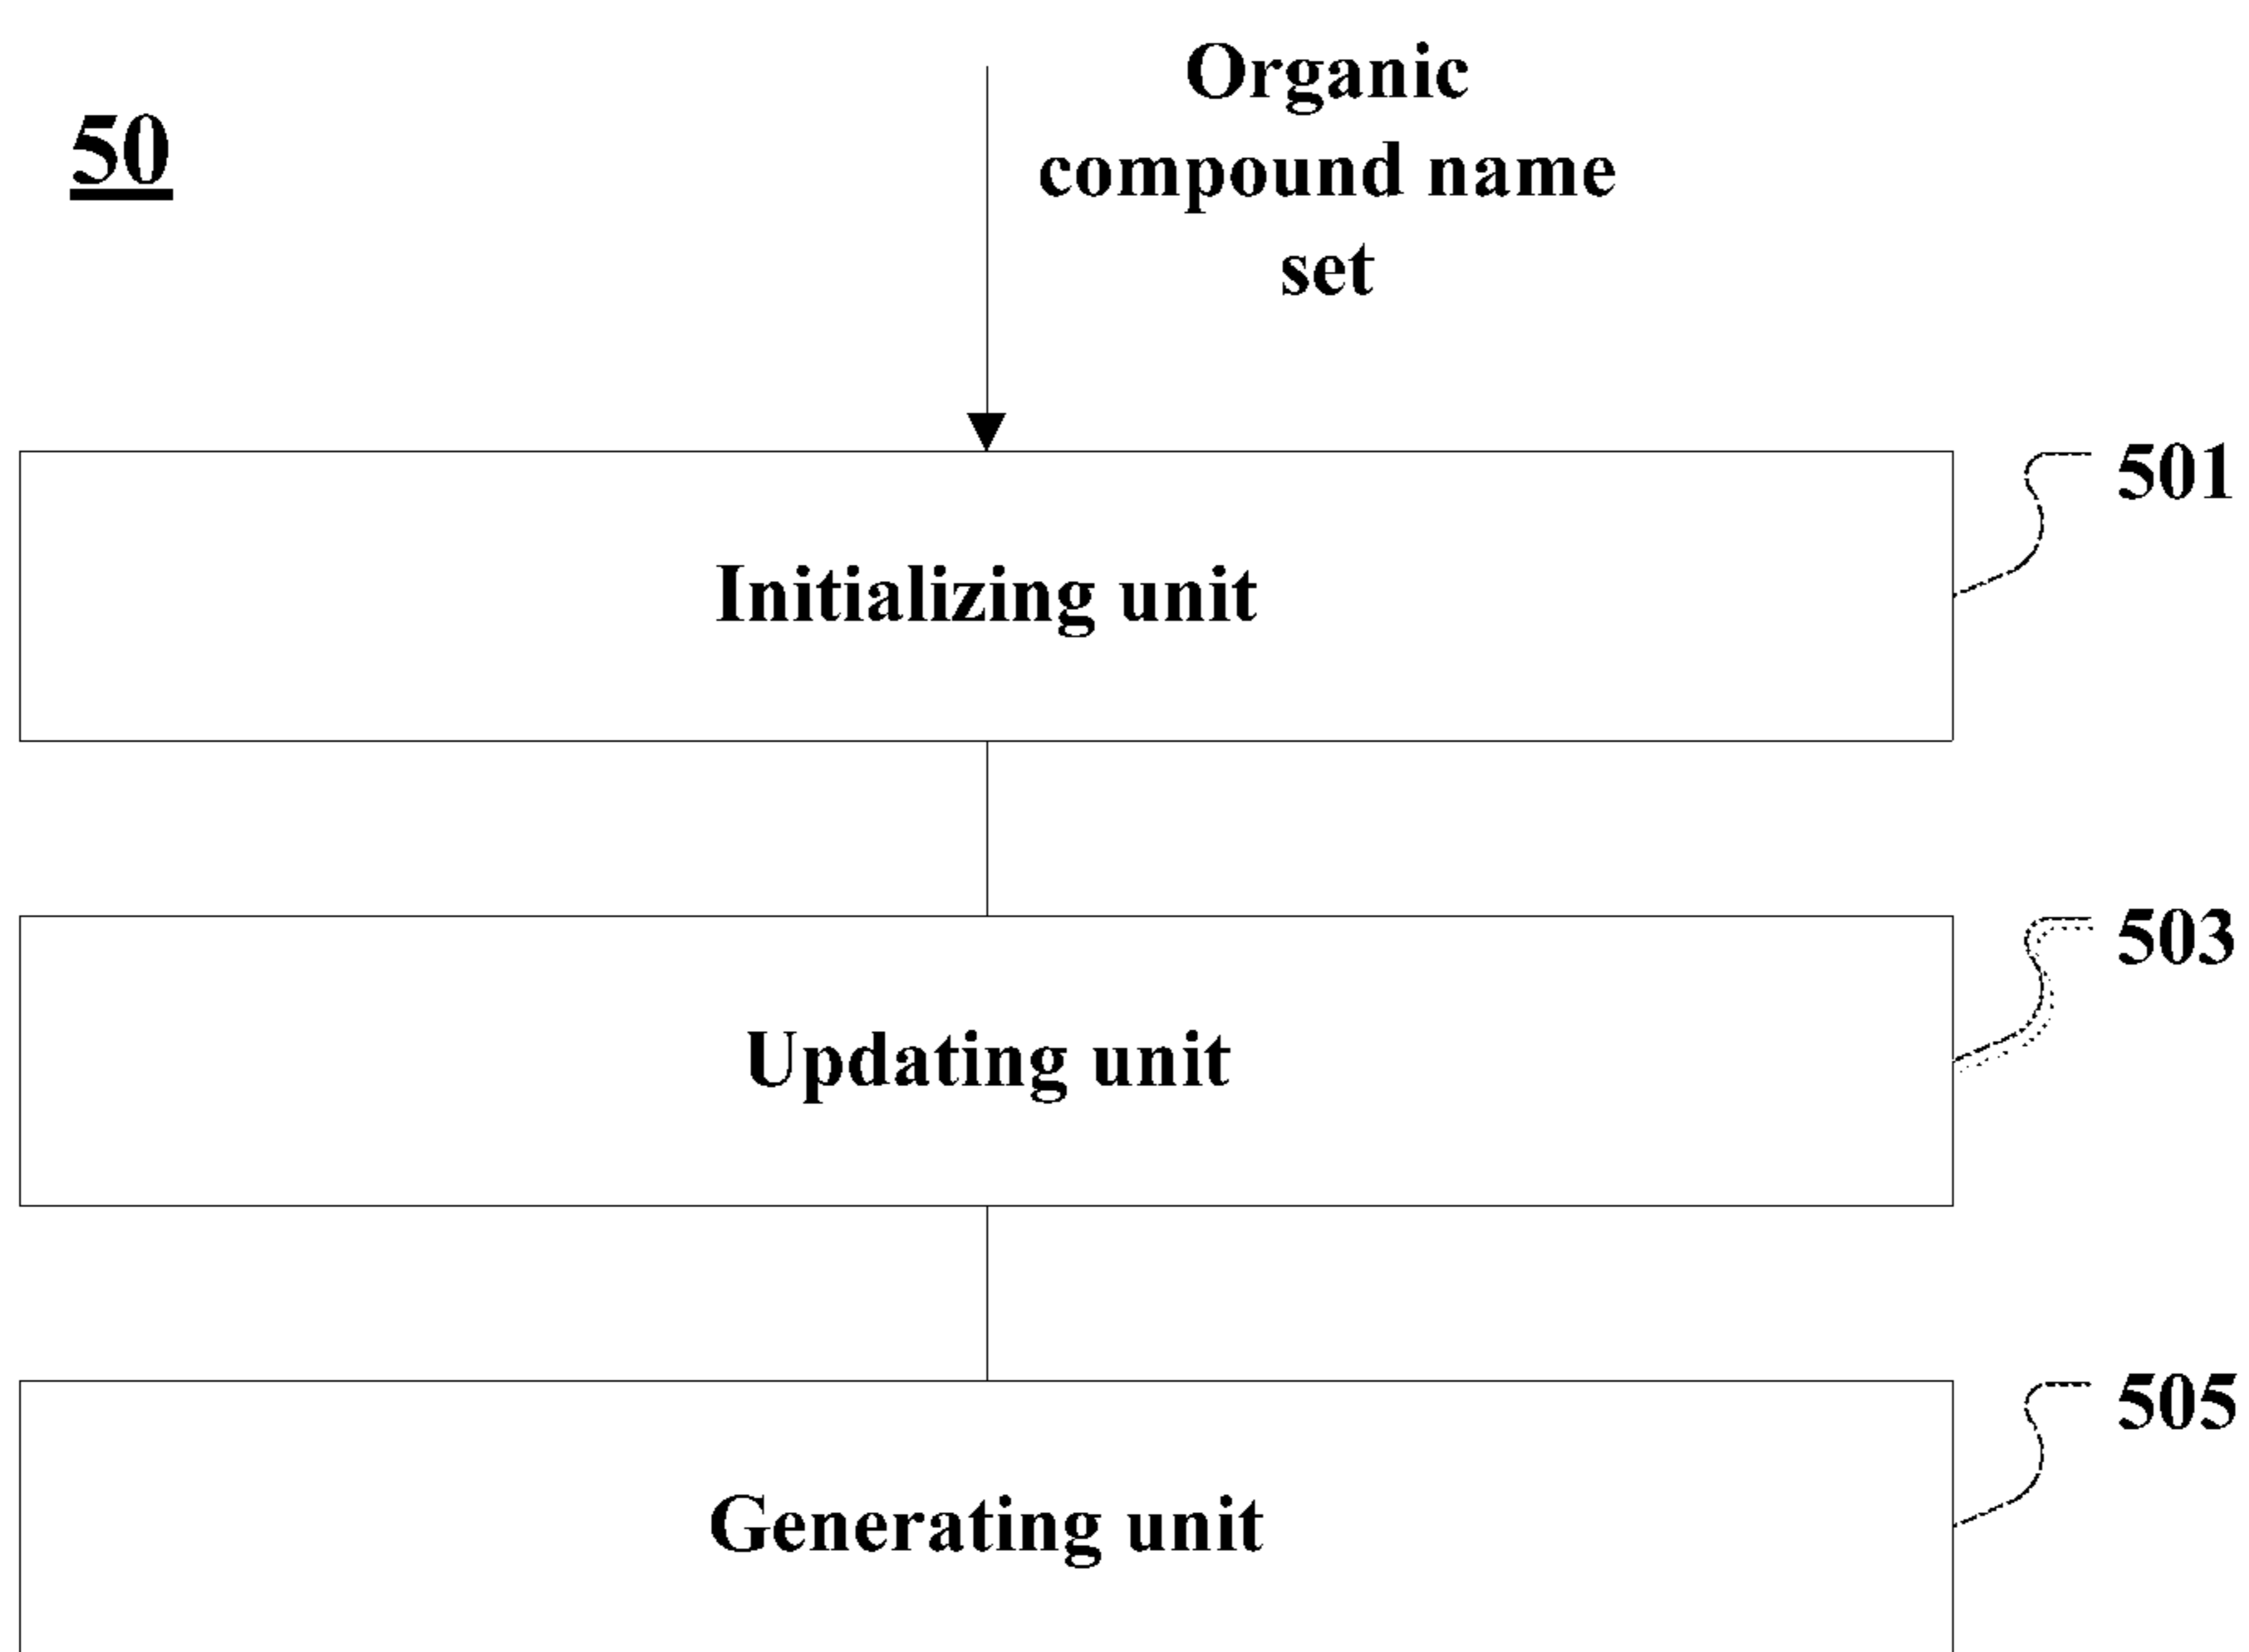 50
Organic
compound name
set
501
Initializing unit
503
Updating unit
505
Generating unit